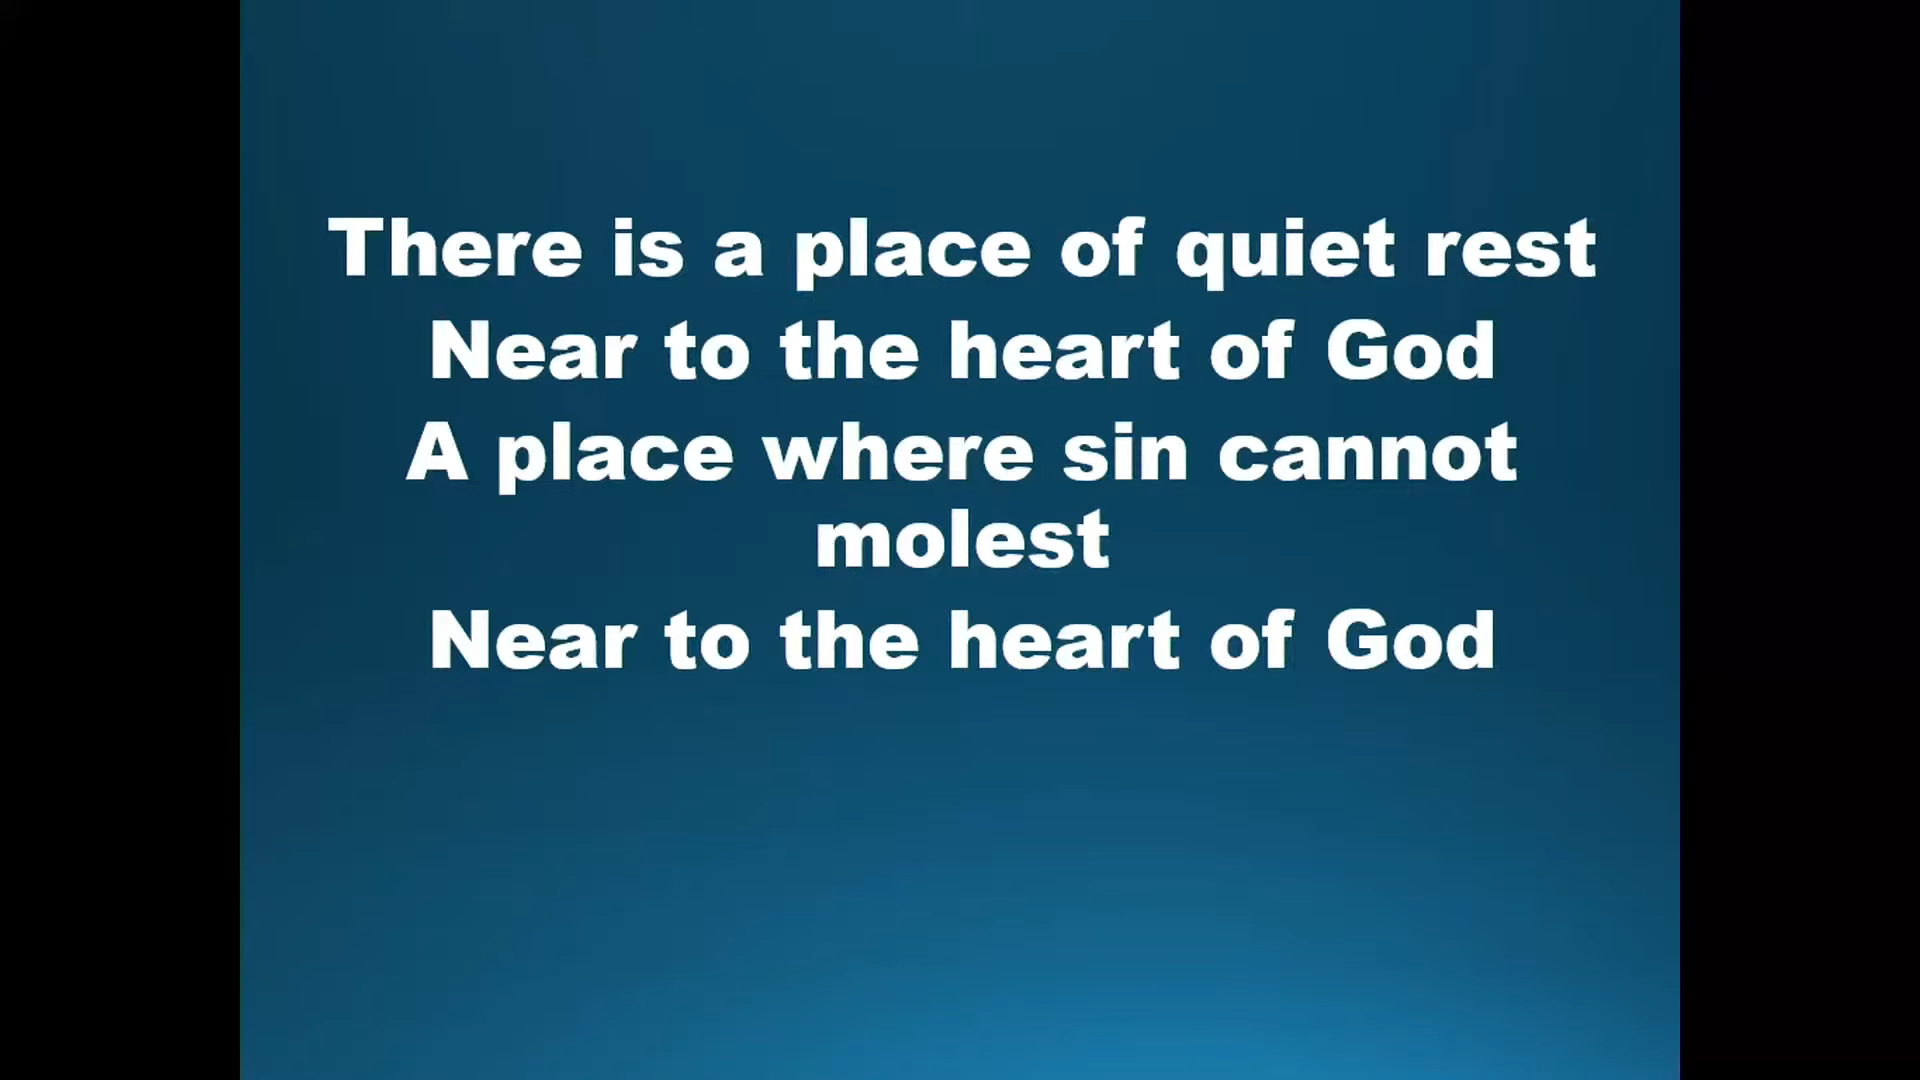 There is a place of quiet rest
Near to the heart of God
A place where sin cannot
molest
Near to the heart of God